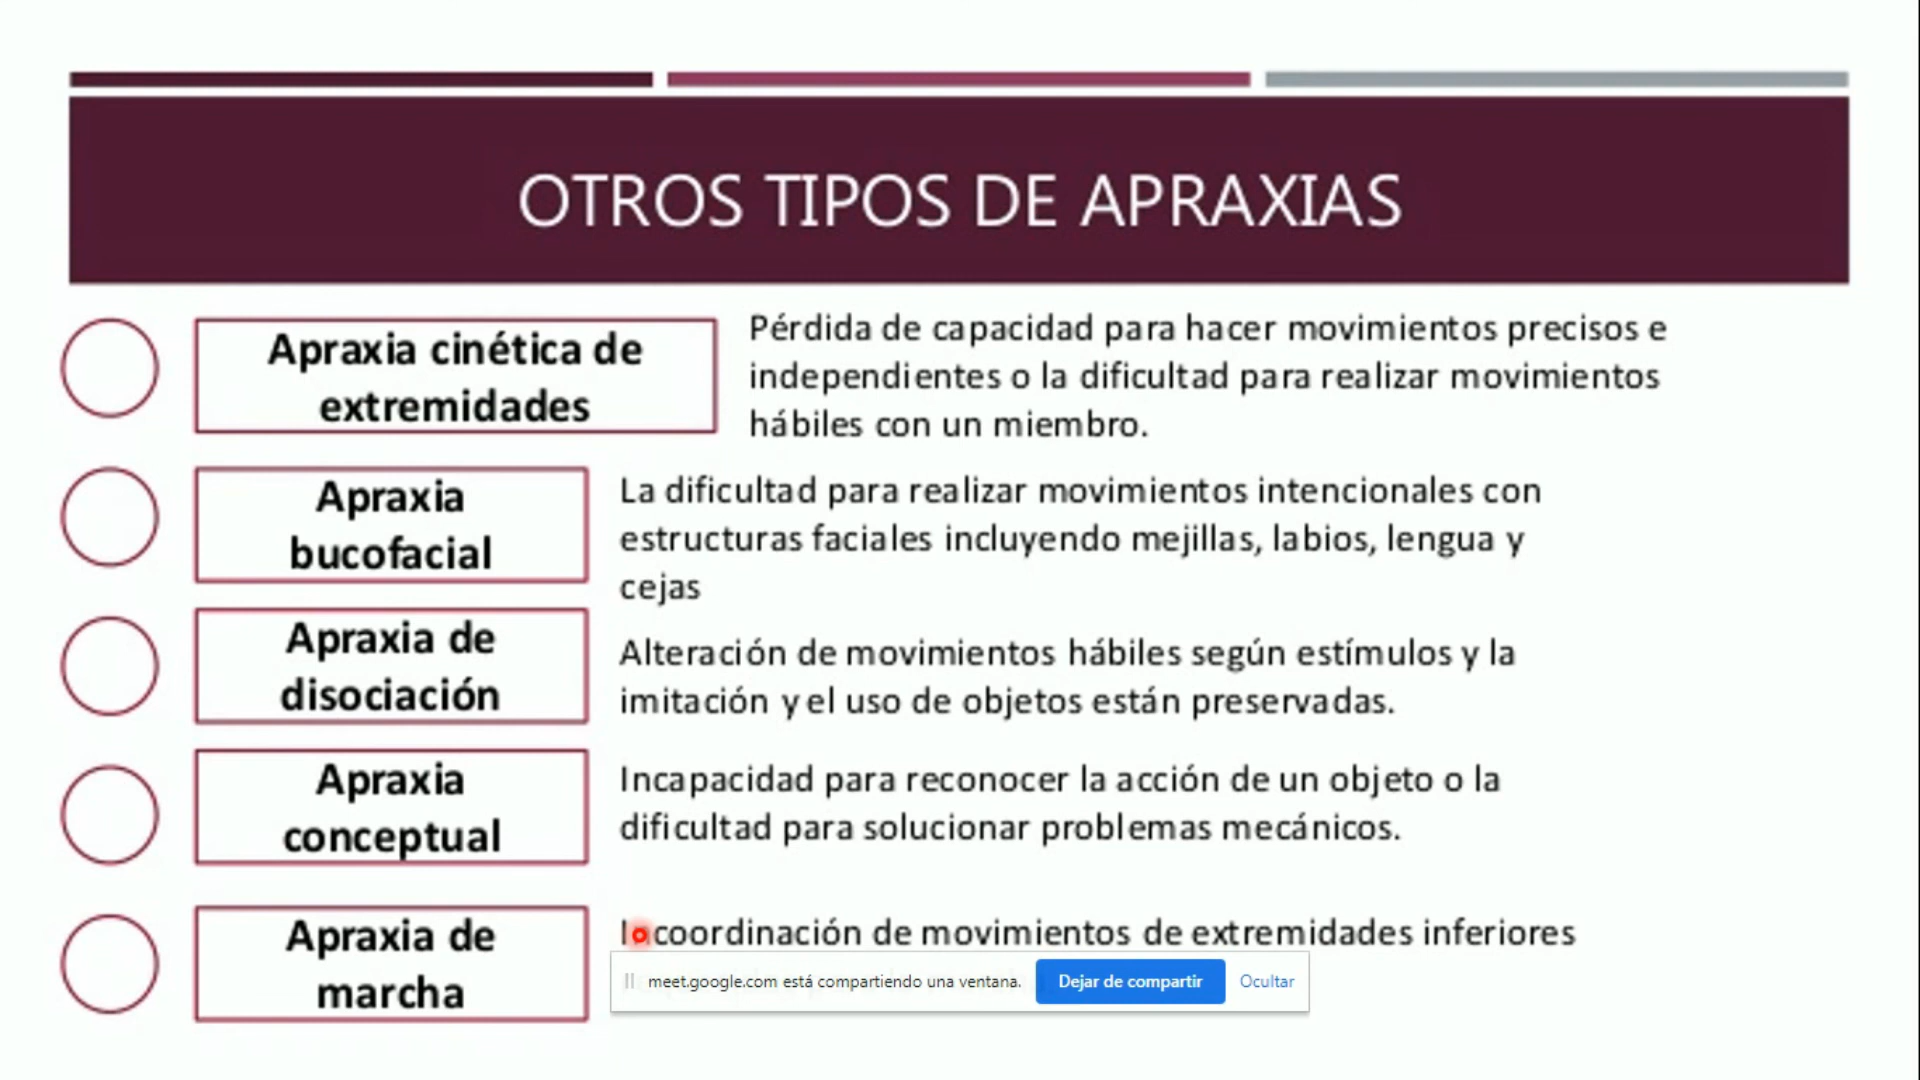 OTROS TIPOS DE APRAXIAS
Apraxia cinética de
extremidades
Pérdida de capacidad para hacer movimientos precisos e
independientes o la dificultad para realizar movimientos
hábiles con un miembro.
Apraxia
bucofacial
La dificultad para realizar movimientos intencionales con
estructuras faciales incluyendo mejillas, labios, lengua y
cejas
Apraxia de
disociación
Alteración de movimientos hábiles según estímulos y la
imitación y el uso de objetos están preservadas.
Apraxia
conceptual
Incapacidad para reconocer la acción de un objeto o la
dificultad para solucionar problemas mecánicos.
Apraxia de
marcha
Incoordinación de movimientos de extremidades inferiores
meet.google.com está compartiendo una ventana.
Dejar de compartir
Ocultar